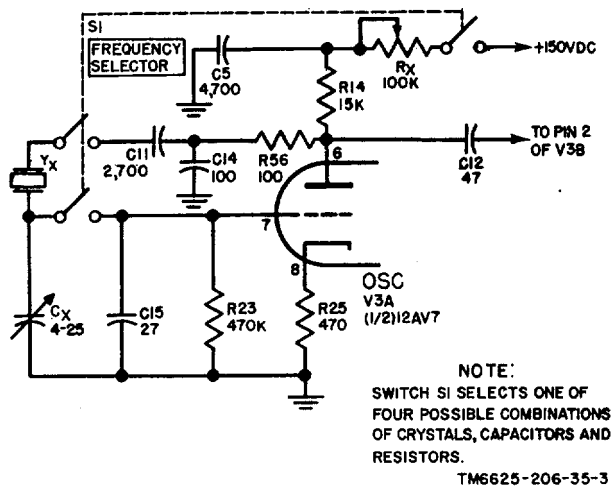 S1
FREQUENCY
SELECTOR
C5
4,700
RX
100K
+150VDC
R14
15K
YX
C11
2,700
C14
100
R56
100
6
C12
47
TO PIN 2
OF V3B
7
8
OSC
V3A
(1/2)12AV7
CX
4-25
C15
27
R23
470K
R25
470
NOTE:
SWITCH S1 SELECTS ONE OF
FOUR POSSIBLE COMBINATIONS
OF CRYSTALS, CAPACITORS AND
RESISTORS.
TM6625-206-35-3